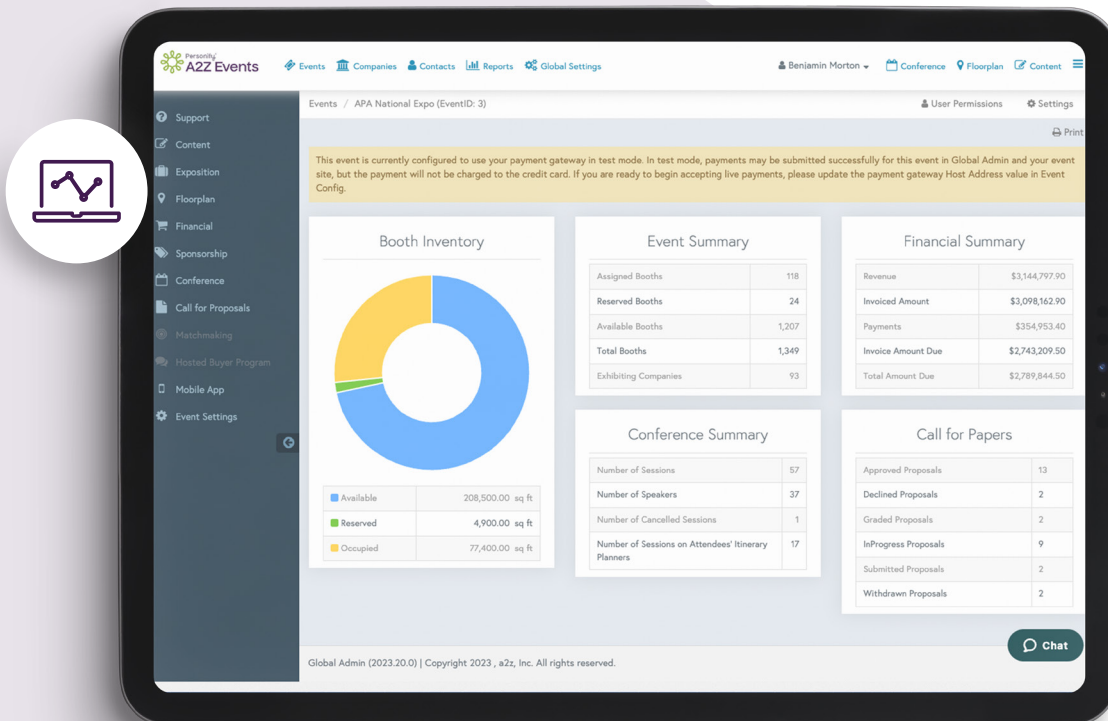 Personify
A2Z Events
Events
Companies
Contacts
Reports
Global Settings
Benjamin Morton
Conference
Floorplan
Content
Events / APA National Expo (EventID: 3)
User Permissions
Settings
Print
Support
Content
Exposition
Floorplan
Financial
Sponsorship
Conference
Call for Proposals
Matchmaking
Hosted Buyer Program
Mobile App
Event Settings
This event is currently configured to use your payment gateway in test mode. In test mode, payments may be submitted successfully for this event in Global Admin and your event
site, but the payment will not be charged to the credit card. If you are ready to begin accepting live payments, please update the payment gateway Host Address value in Event
Config.
Booth Inventory
Available 208,500.00 sq ft
Reserved 4,900.00 sq ft
Occupied 77,400.00 sq ft
Event Summary
Assigned Booths 118
Reserved Booths 24
Available Booths 1,207
Total Booths 1,349
Exhibiting Companies 93
Financial Summary
Revenue $3,144,797.90
Invoiced Amount $3,098,162.90
Payments $354,953.40
Invoice Amount Due $2,743,209.50
Total Amount Due $2,789,844.50
Conference Summary
Number of Sessions 57
Number of Speakers 37
Number of Cancelled Sessions 1
Number of Sessions on Attendees' Itinerary 17
Planners
Call for Papers
Approved Proposals 13
Declined Proposals 2
Graded Proposals 2
InProgress Proposals 9
Submitted Proposals 2
Withdrawn Proposals 2
Chat
Global Admin (2023.20.0) | Copyright 2023 , a2z, Inc. All rights reserved.